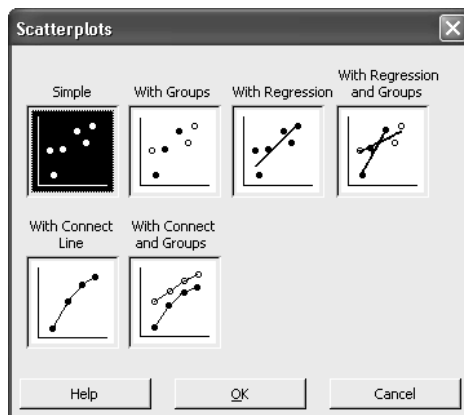 Scatterplots
Simple
With Groups
With Regression
With Regression
and Groups
With Connect
Line
With Connect
and Groups
Help
OK
Cancel